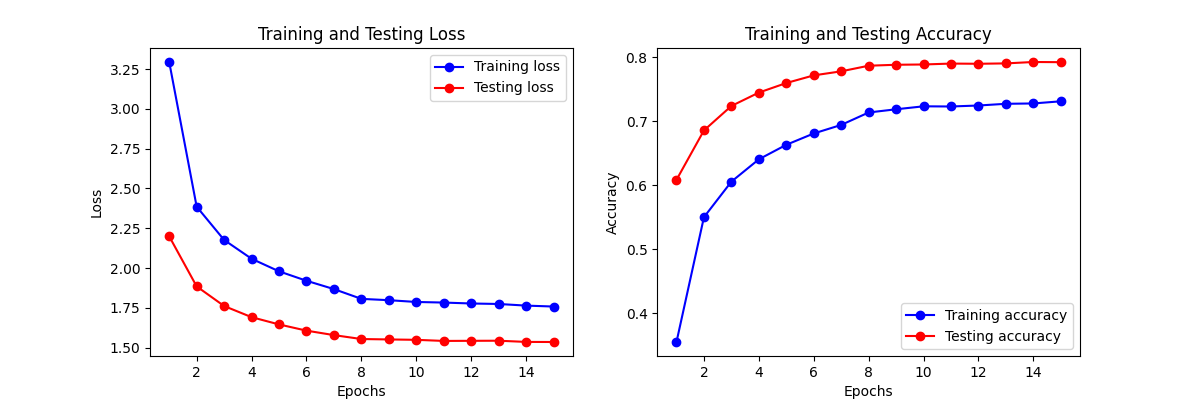 Training and Testing Loss
Training loss
Testing loss
3.25
3.00
2.75
2.50
2.25
2.00
1.75
1.50
Loss
2 4 6 8 10 12 14
Epochs
Training and Testing Accuracy
0.8
0.7
0.6
0.5
0.4
Accuracy
Training accuracy
Testing accuracy
2 4 6 8 10 12 14
Epochs